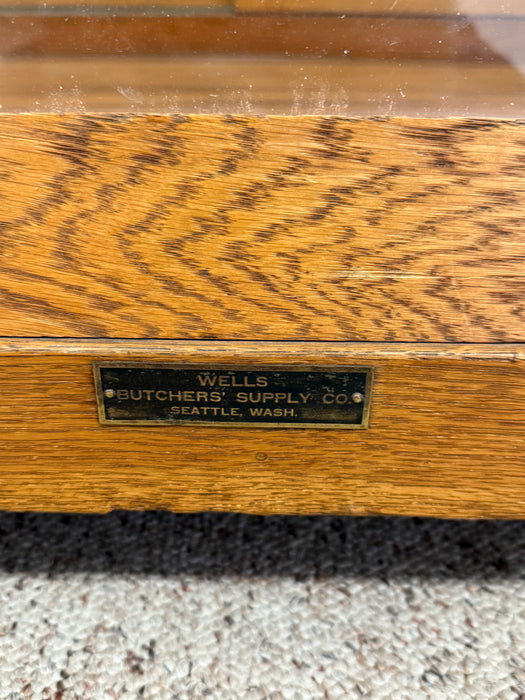 WELLS
BUTCHERS' SUPPLY CO.
SEATTLE, WASH.